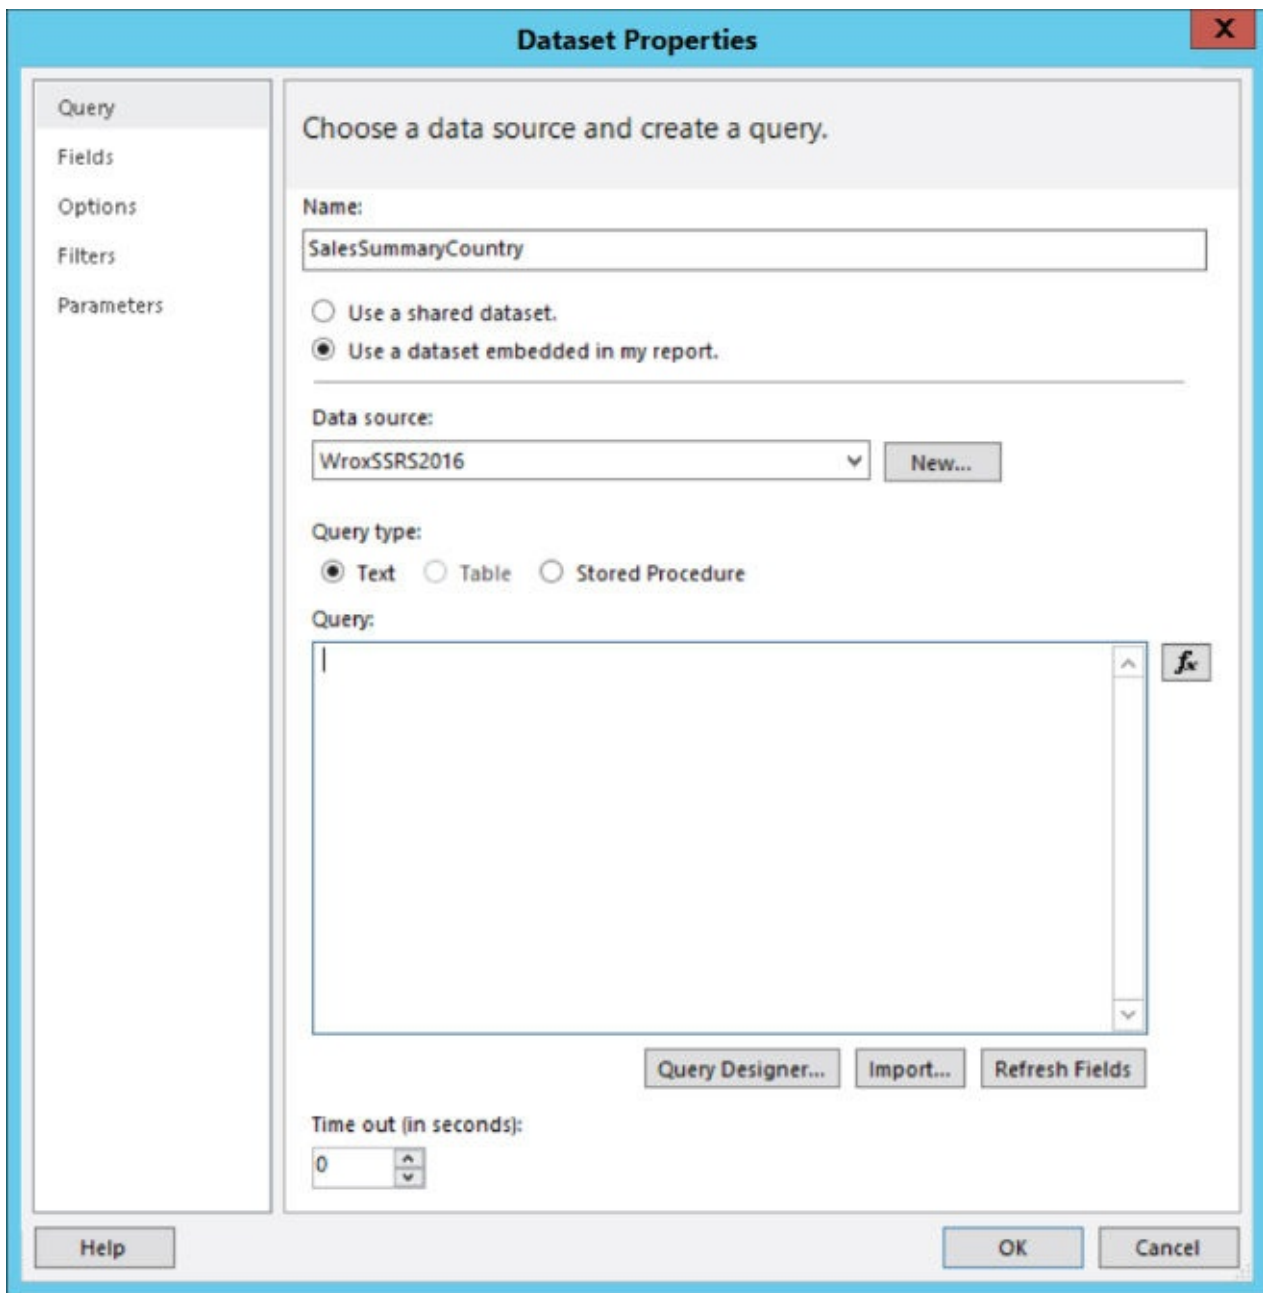 Dataset Properties
X
Query
Fields
Options
Filters
Parameters
Choose a data source and create a query.
Name:
SalesSummaryCountry
Use a shared dataset.
Use a dataset embedded in my report.
Data source:
WroxSSRS2016
New...
Query type:
Text Table Stored Procedure
Query:
fx
Query Designer... Import... Refresh Fields
Time out (in seconds):
0
Help OK Cancel